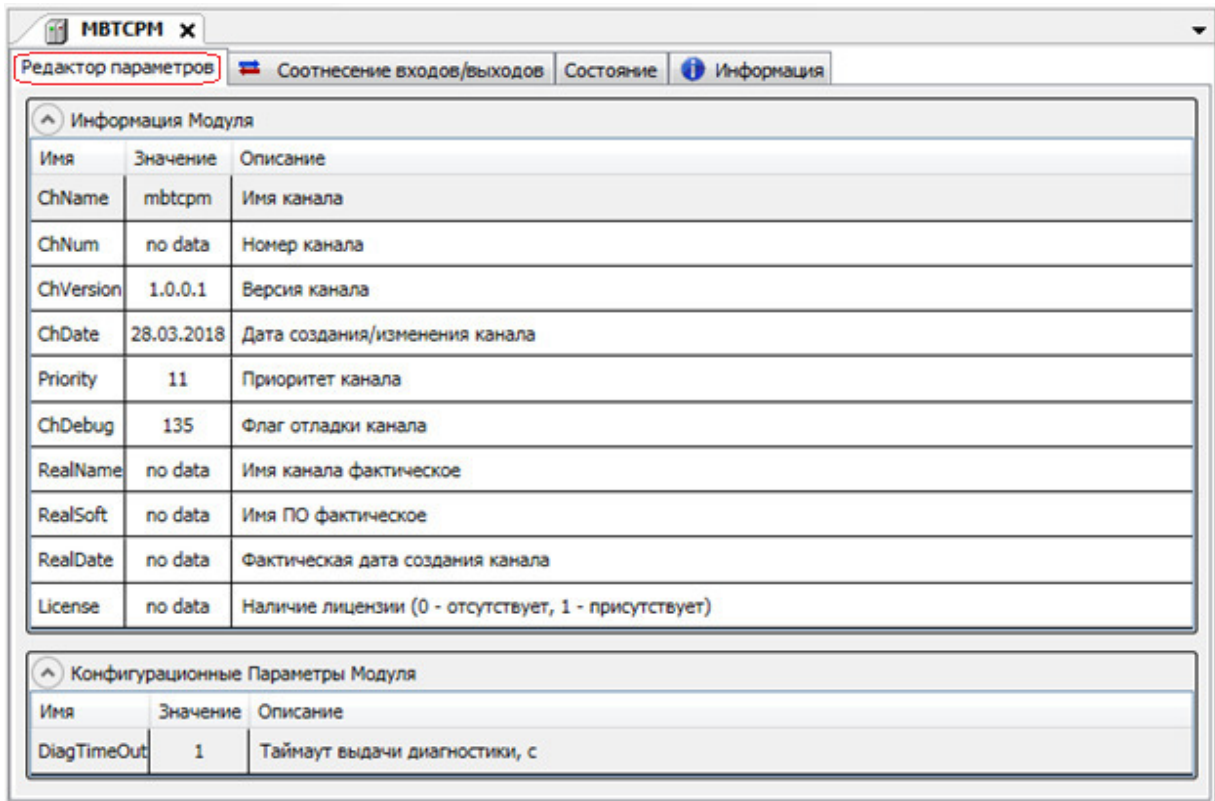 MBTCPM
Редактор параметров Соотнесение входов/выходов Состояние Информация
Информация Модуля
Имя Значение Описание
ChName mbtcpm Имя канала
ChNum no data Номер канала
ChVersion 1.0.0.1 Версия канала
ChDate 28.03.2018 Дата создания/изменения канала
Priority 11 Приоритет канала
ChDebug 135 Флаг отладки канала
RealName no data Имя канала фактическое
RealSoft no data Имя ПО фактическое
RealDate no data Фактическая дата создания канала
License no data Наличие лицензии (0 - отсутствует, 1 - присутствует)
Конфигурационные Параметры Модуля
Имя Значение Описание
DiagTimeOut 1 Таймаут выдачи диагностики, с